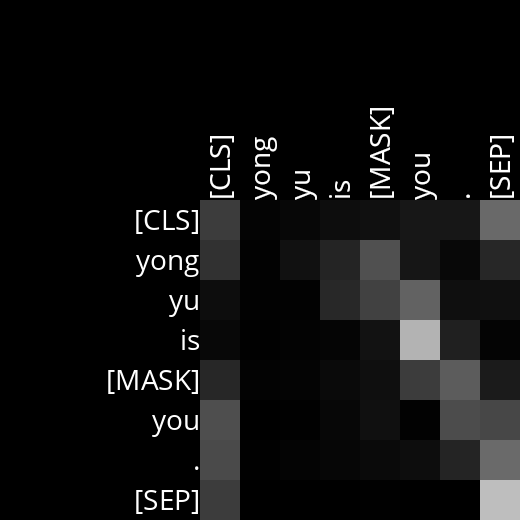 [CLS] yong yu is [MASK] you . [SEP]
[CLS]
yong
yu
is
[MASK]
you
.
[SEP]